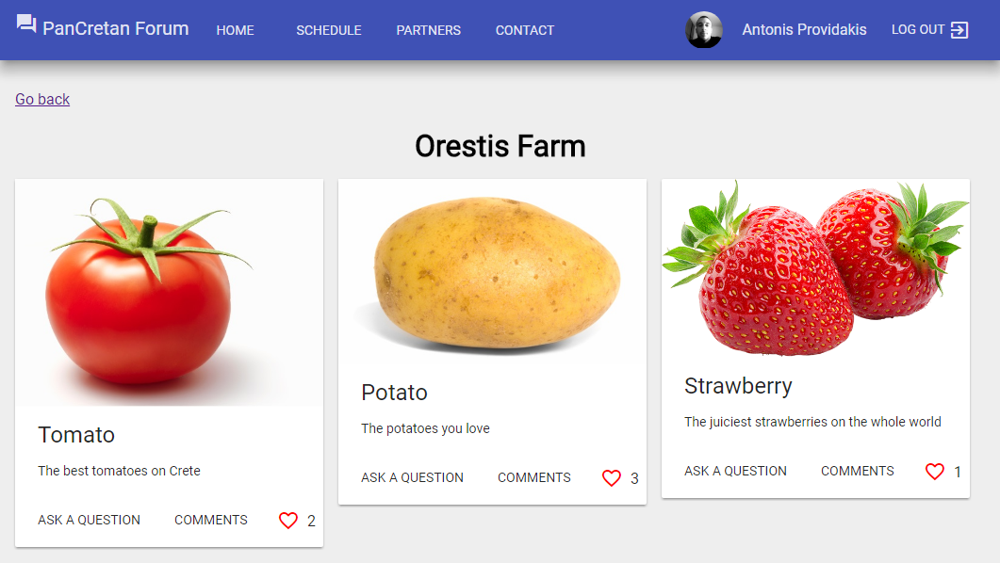 PanCretan Forum HOME SCHEDULE PARTNERS CONTACT Antonis Providakis LOG OUT
Go back
Orestis Farm
Tomato
The best tomatoes on Crete
ASK A QUESTION COMMENTS 2
Potato
The potatoes you love
ASK A QUESTION COMMENTS 3
Strawberry
The juiciest strawberries on the whole world
ASK A QUESTION COMMENTS 1